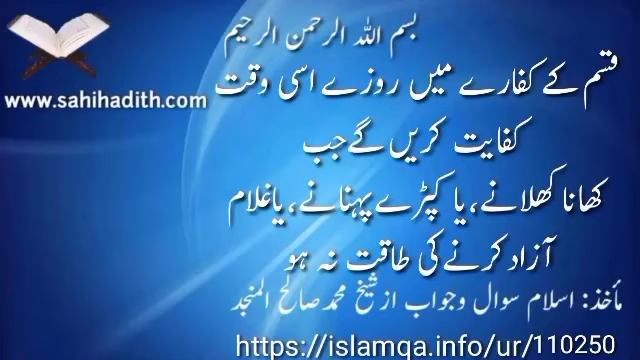 بسم اللہ الرحمن الرحیم
www.sahihadith.com
قسم کے کفارے میں روزے اسی وقت
کفایت کریں گے جب
کھانا کھلانے، یا کپڑے پہنانے، یا غلام
آزاد کرنے کی طاقت نہ ہو
مأخذ: اسلام سوال وجواب از شیخ محمد صالح المنجد
https://islamqa.info/ur/110250